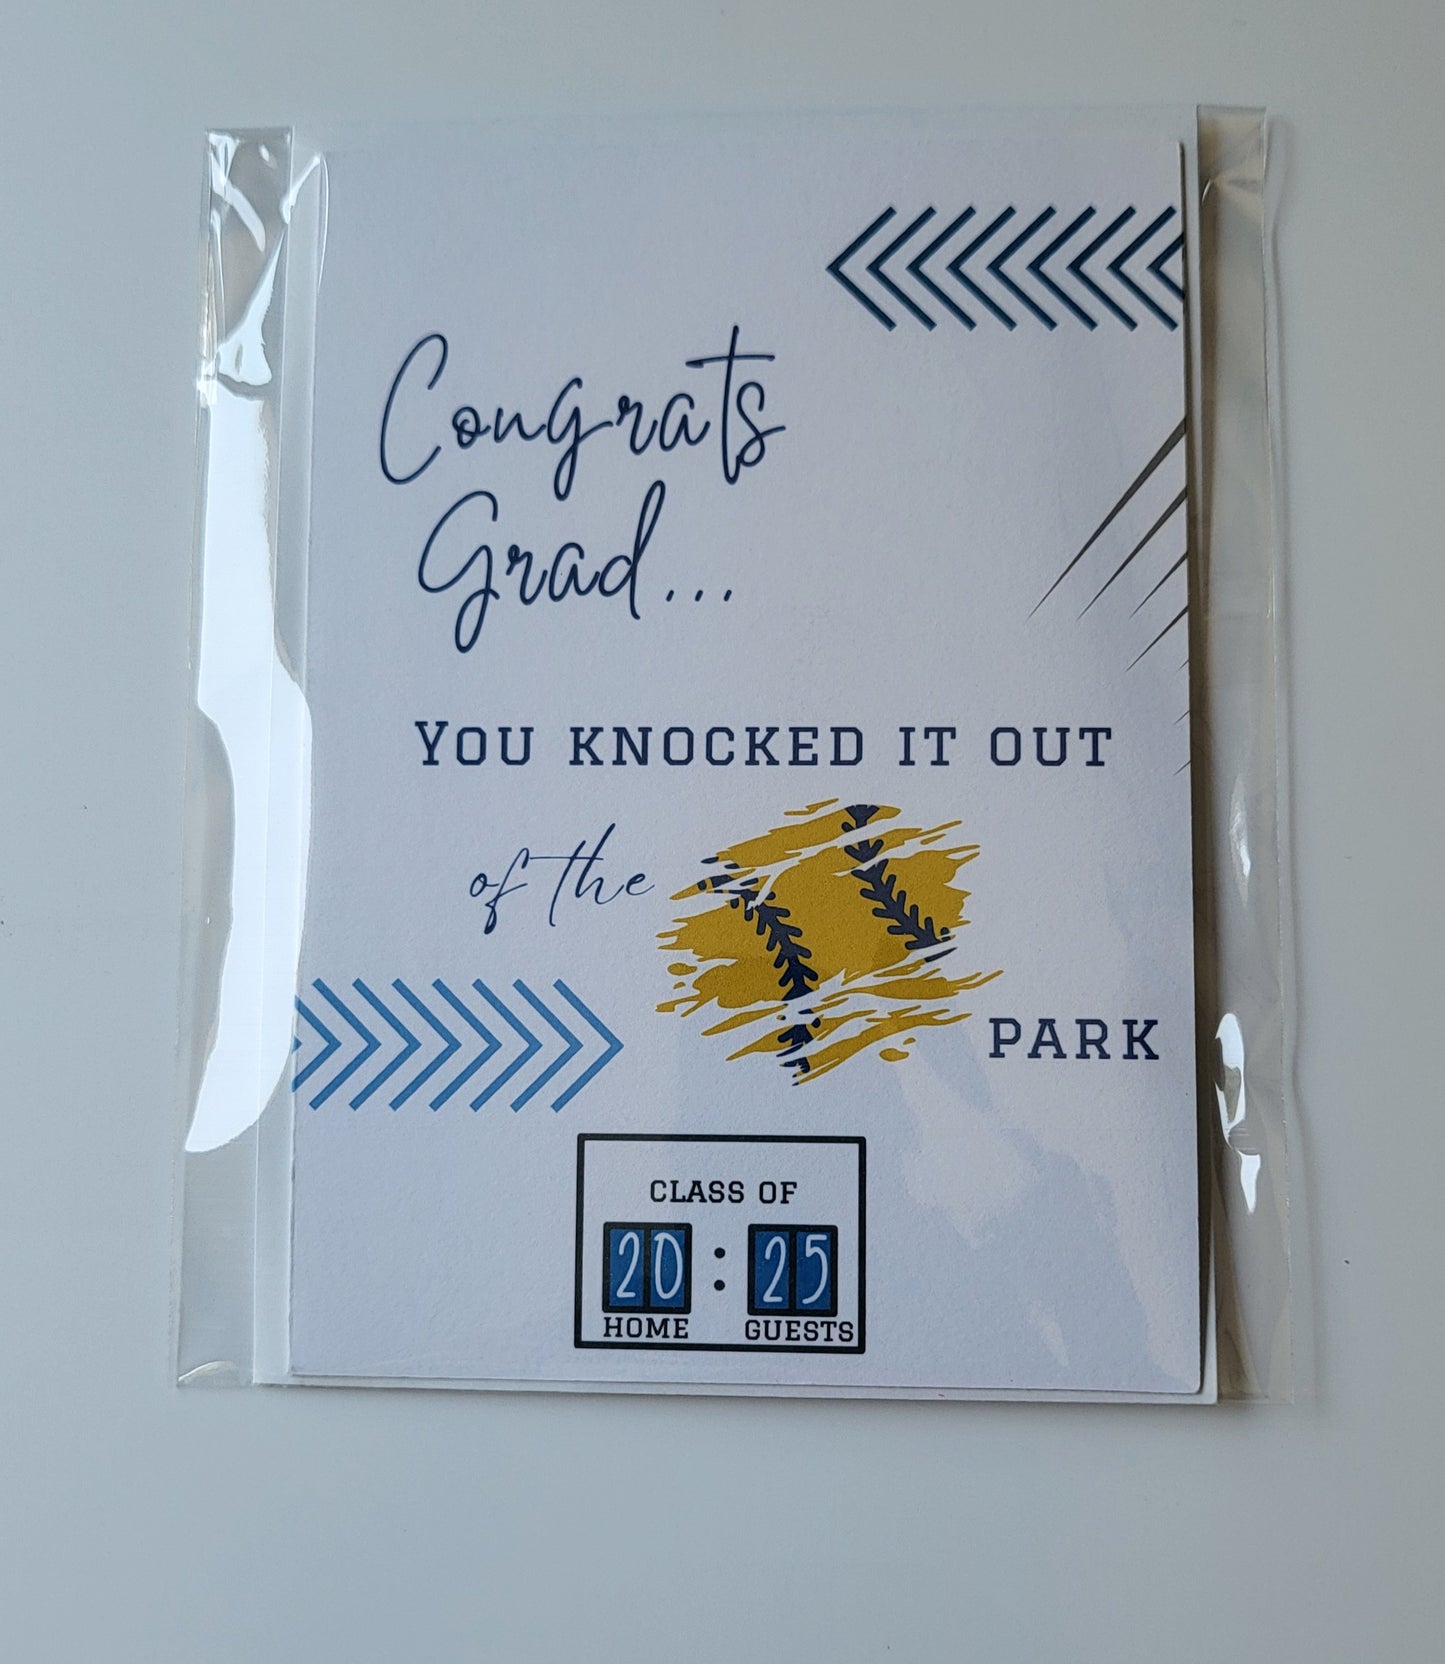 Congrats
Grad...
You knocked it out
of the
park
CLASS OF
20 : 25
HOME GUESTS